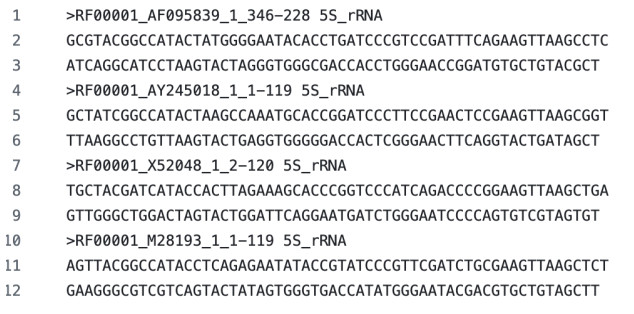 1 >RF00001_AF095839_1_346-228 5S_rRNA
2 GCGTACGGCCATACTATGGGGAATACACCTGATCCCGTCCGATTTCAGAAGTTAAGCCTC
3 ATCAGGCATCCTAAGTACTAGGGTGGGCGACCACCTGGGAACCGGATGTGCTGTACGCT
4 >RF00001_AY245018_1_1-119 5S_rRNA
5 GCTATCGGCCATACTAAGCCAAATGCACCGGATCCCTTCCGAACTCCGAAGTTAAGCGGT
6 TTAAGGCCTGTTAAGTACTGAGGTGGGGGACCACTCGGGAACTTCAGGTACTGATAGCT
7 >RF00001_X52048_1_2-120 5S_rRNA
8 TGCTACGATCATACCACTTAGAAAGCACCCGGTCCCATCAGACCCCGGAAGTTAAGCTGA
9 GTTGGGCTGGACTAGTACTGGATTCAGGAATGATCTGGGAATCCCCAGTGTCGTAGTGT
10 >RF00001_M28193_1_1-119 5S_rRNA
11 AGTTACGGCCATACCTCAGAGAATATACCGTATCCCGTTCGATCTGCGAAGTTAAGCTCT
12 GAAGGGCGTCGTCAGTACTATAGTGGGTGACCATATGGGAATACGACGTGCTGTAGCTT